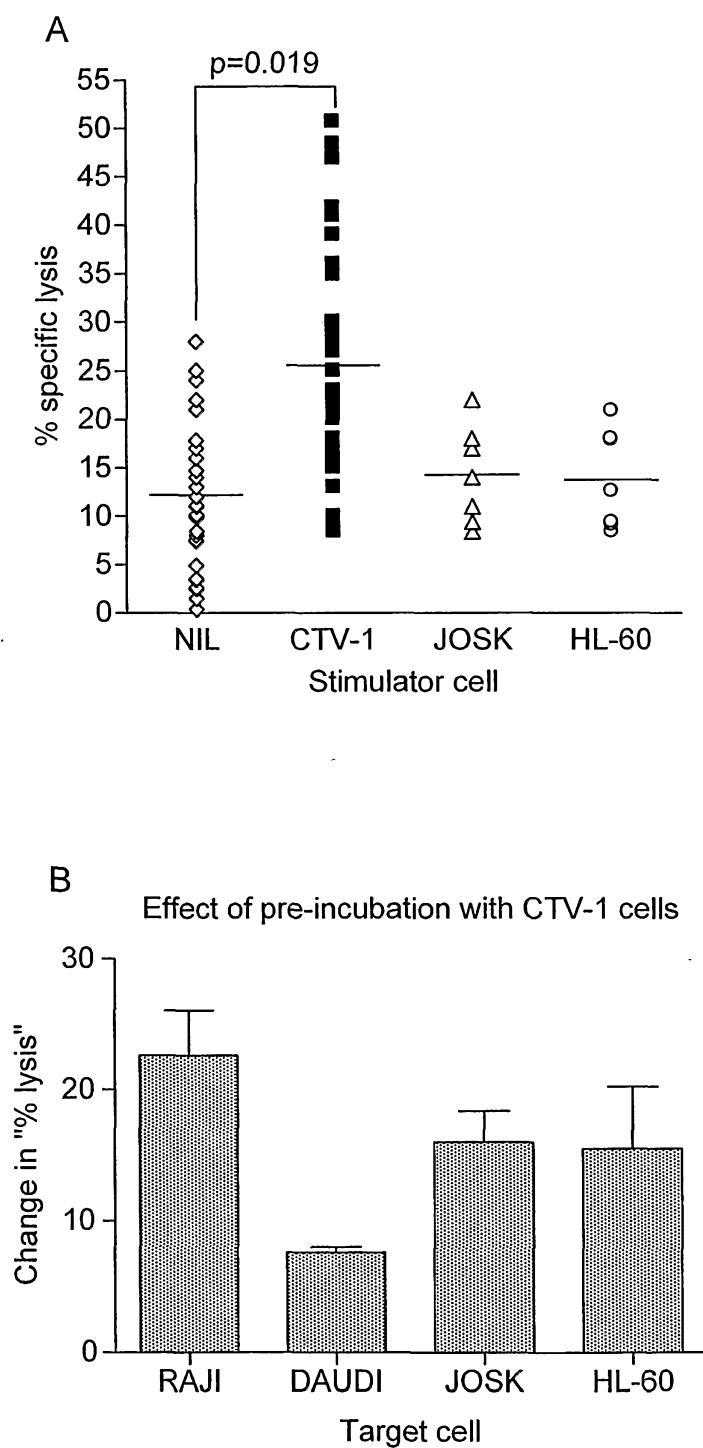 A
p=0.019
55
50
45
40
35
30
25
20
15
10
5
0
% specific lysis
NIL CTV-1 JOSK HL-60
Stimulator cell
B
Effect of pre-incubation with CTV-1 cells
30
20
10
0
Change in "% lysis"
RAJI DAUDI JOSK HL-60
Target cell